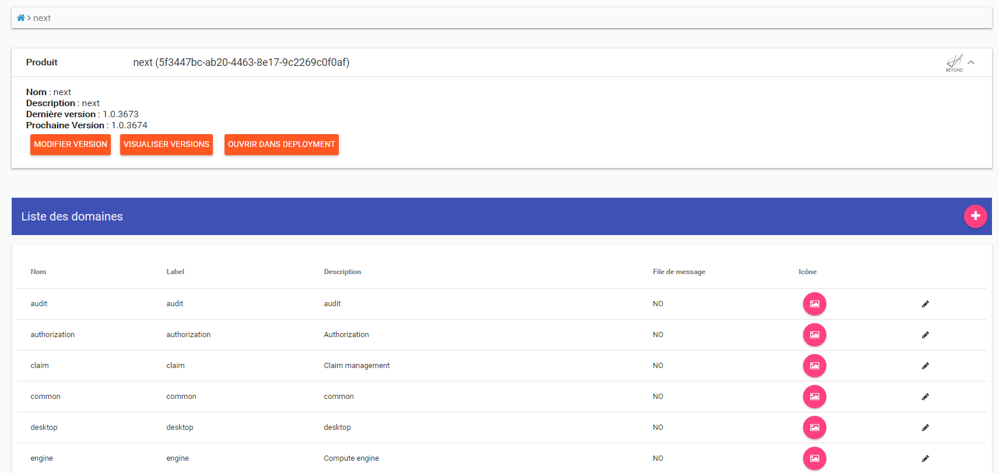 next
Produit next (5f3447bc-ab20-4463-8e17-9c2269c0f0af) BEYOND
Nom : next
Description : next
Dernière version : 1.0.3673
Prochaine Version : 1.0.3674
MODIFIER VERSION VISUALISER VERSIONS OUVRIR DANS DEPLOYMENT
Liste des domaines
Nom Label Description File de message Icône
audit audit audit NO
authorization authorization Authorization NO
claim claim Claim management NO
common common common NO
desktop desktop desktop NO
engine engine Compute engine NO